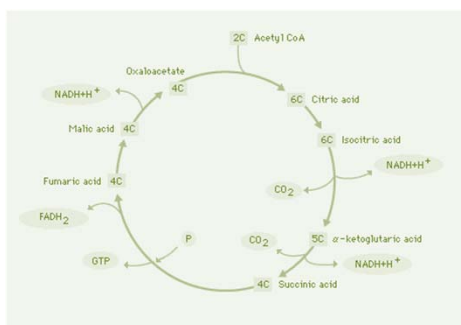 2C Acetyl CoA
Oxaloacetate
4C
NADH+H+
6C Citric acid
Malic acid 4C
6C Isocitric acid
NADH+H+
CO2
Fumaric acid 4C
FADH2
P
CO2
5C α-ketoglutaric acid
GTP
NADH+H+
4C Succinic acid